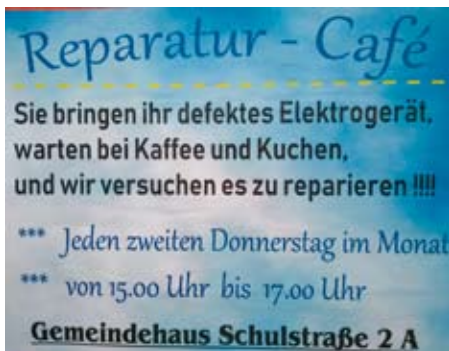 Reparatur - Café
Sie bringen ihr defektes Elektrogerät,
warten bei Kaffee und Kuchen,
und wir versuchen es zu reparieren !!!!
*** Jeden zweiten Donnerstag im Monat
*** von 15.00 Uhr bis 17.00 Uhr
Gemeindehaus Schulstraße 2 A